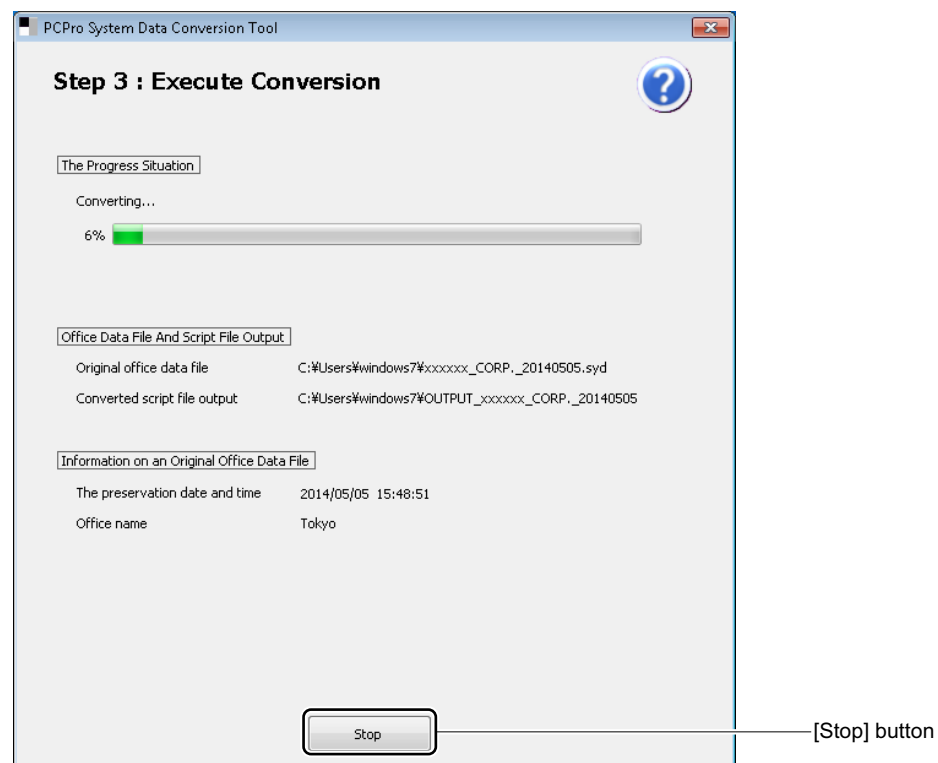 PCPro System Data Conversion Tool
Step 3 : Execute Conversion
?
The Progress Situation
Converting...
6%
Office Data File And Script File Output
Original office data file C:¥Users¥windows7¥xxxxxx_CORP._20140505.syd
Converted script file output C:¥Users¥windows7¥OUTPUT_xxxxxx_CORP._20140505
Information on an Original Office Data File
The preservation date and time 2014/05/05 15:48:51
Office name Tokyo
Stop
[Stop] button